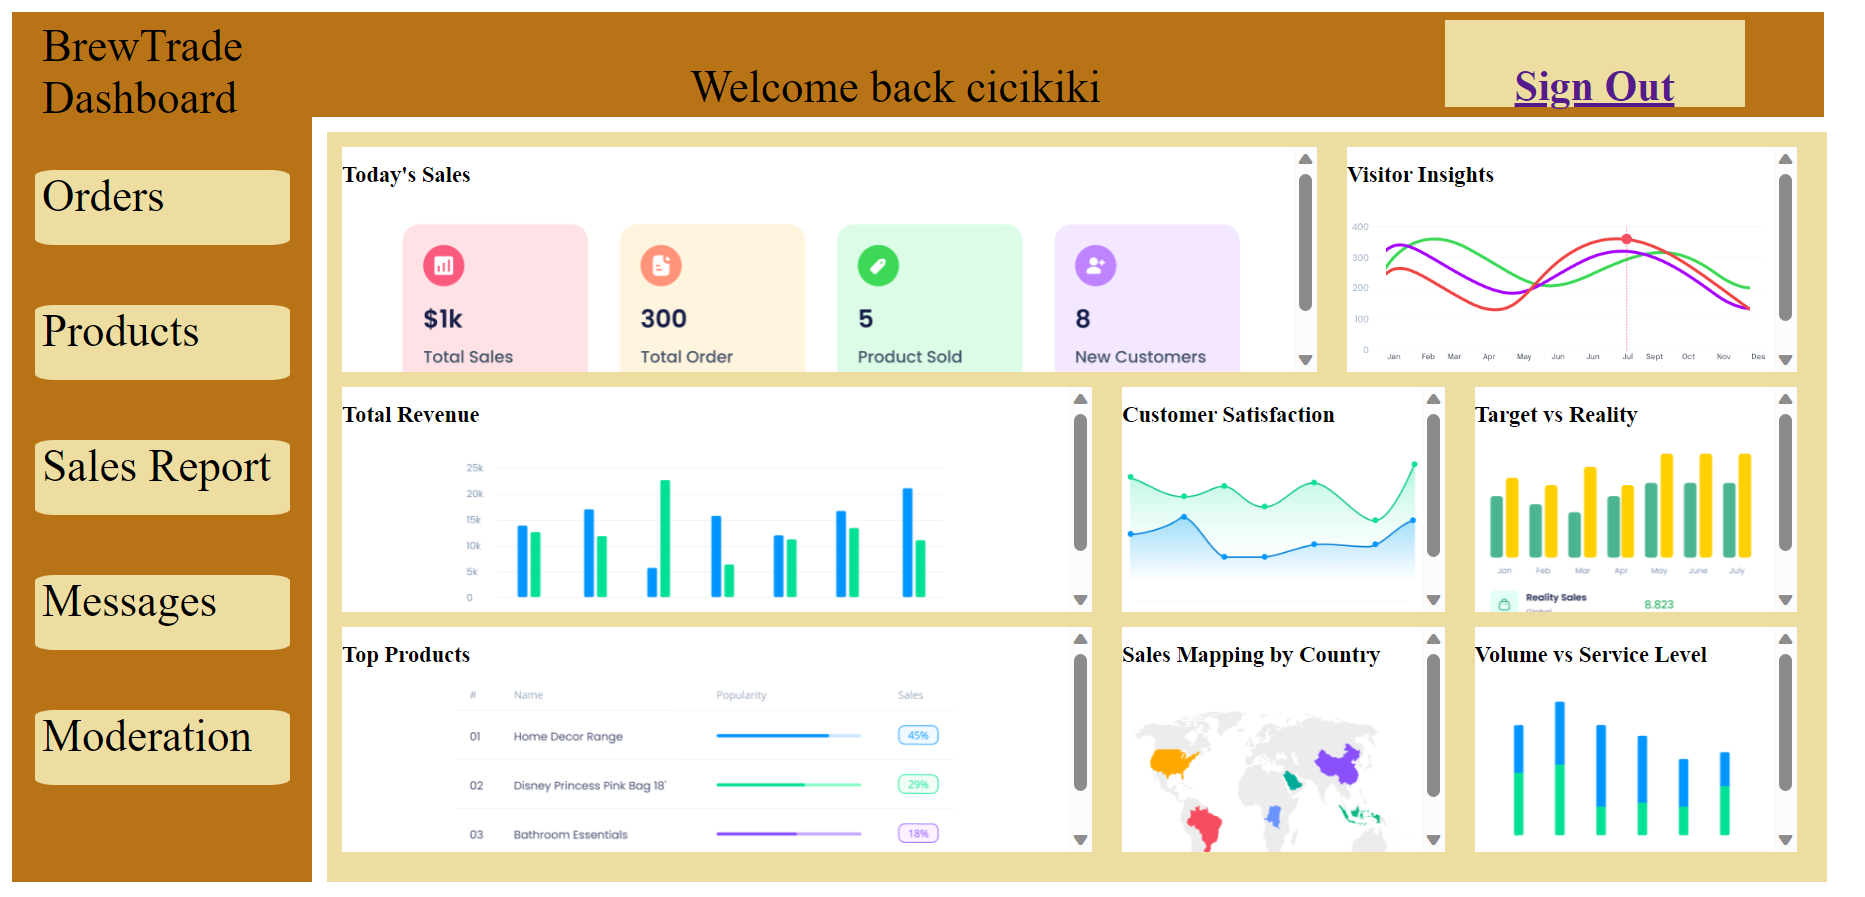 BrewTrade
Dashboard
Welcome back cicikiki
Sign Out
Orders
Products
Sales Report
Messages
Moderation
Today's Sales
$1k
Total Sales
300
Total Order
5
Product Sold
8
New Customers
Visitor Insights
400
300
200
100
0
Jan Feb Mar Apr May Jun Jun Jul Sept Oct Nov Des
Total Revenue
25k
20k
15k
10k
5k
0
Customer Satisfaction
Target vs Reality
Jan Feb Mar Apr May June July
Reality Sales
8.823
Global
Top Products
# Name Popularity Sales
01 Home Decor Range 45%
02 Disney Princess Pink Bag 18' 29%
03 Bathroom Essentials 18%
Sales Mapping by Country
Volume vs Service Level